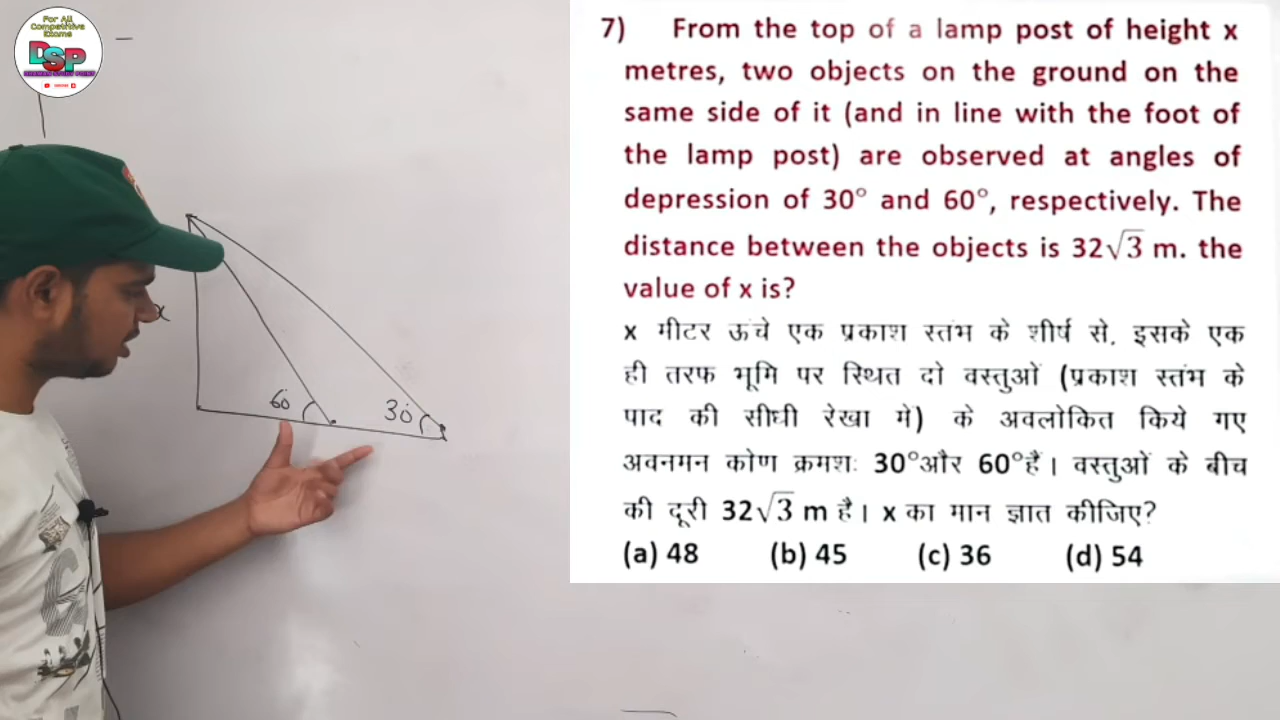 For All
Competitive
Exams
DSP
7) From the top of a lamp post of height x
metres, two objects on the ground on the
same side of it (and in line with the foot of
the lamp post) are observed at angles of
depression of 30° and 60°, respectively. The
distance between the objects is 32√3 m. the
value of x is?
x मीटर ऊंचे एक प्रकाश स्तंभ के शीर्ष से, इसके एक
ही तरफ भूमि पर स्थित दो वस्तुओं (प्रकाश स्तंभ के
पाद की सीधी रेखा मे) के अवलोकित किये गए
अवनमन कोण क्रमशः 30°और 60°हैं। वस्तुओं के बीच
की दूरी 32√3 m है। x का मान ज्ञात कीजिए?
(a) 48 (b) 45 (c) 36 (d) 54
x
60 30